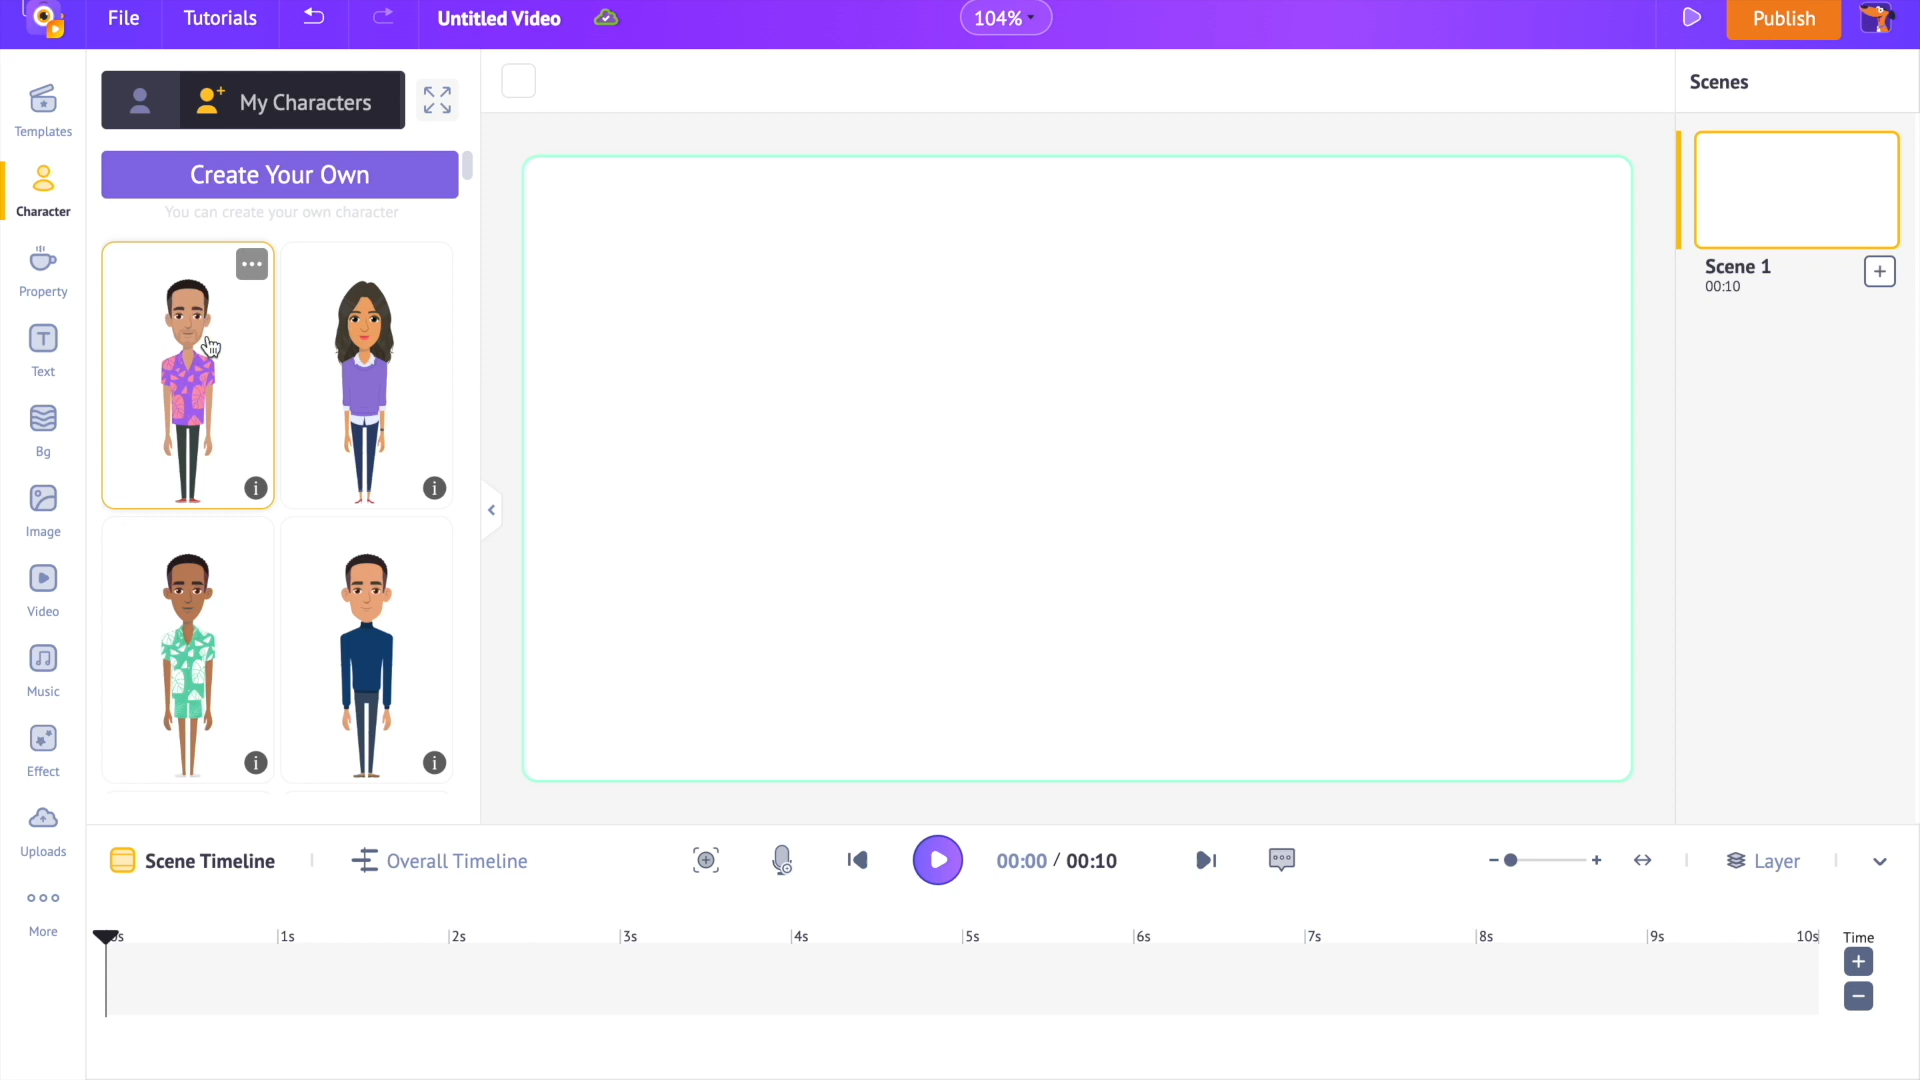 File
Tutorials
Untitled Video
104%
Publish
Templates
Character
Property
Text
Bg
Image
Video
Music
Effect
Uploads
More
My Characters
Create Your Own
You can create your own character
Scenes
Scene 1
00:10
Scene Timeline
Overall Timeline
00:00 / 00:10
Layer
1s
2s
3s
4s
5s
6s
7s
8s
9s
10s
Time